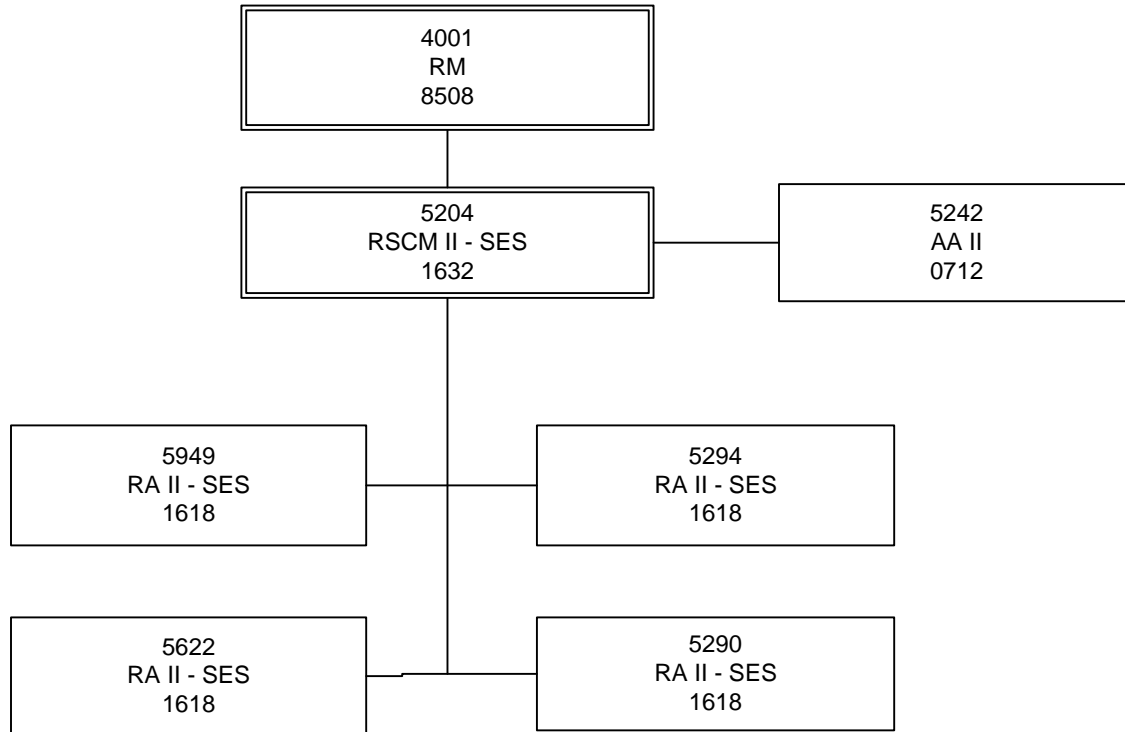 4001
RM
8508
5204
RSCM II - SES
1632
5242
AA II
0712
5949
RA II - SES
1618
5294
RA II - SES
1618
5622
RA II - SES
1618
5290
RA II - SES
1618